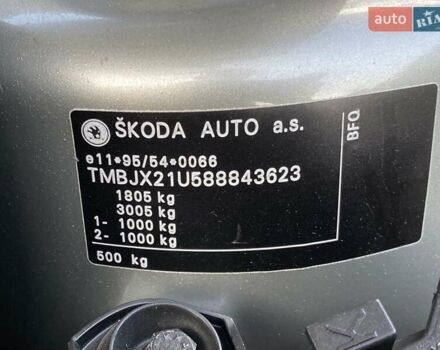 auto RIA
ŠKODA AUTO a.s.
BFQ
e11*95/54*0066
TMBJX21U588843623
1805 kg
3005 kg
1- 1000 kg
2- 1000 kg
500 kg